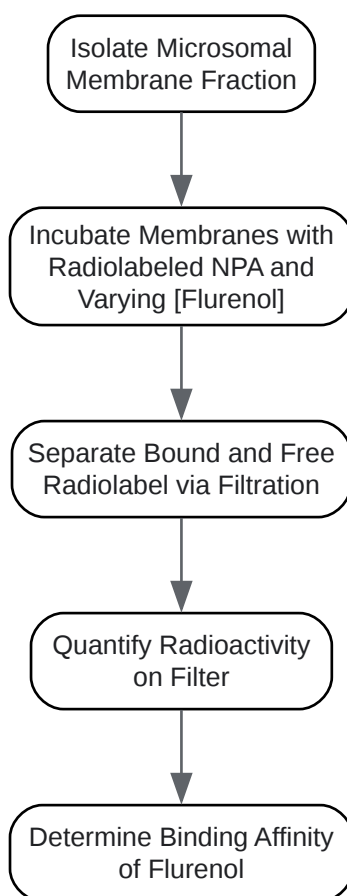 Isolate Microsomal
Membrane Fraction
Incubate Membranes with
Radiolabeled NPA and
Varying [Flurenol]
Separate Bound and Free
Radiolabel via Filtration
Quantify Radioactivity
on Filter
Determine Binding Affinity
of Flurenol